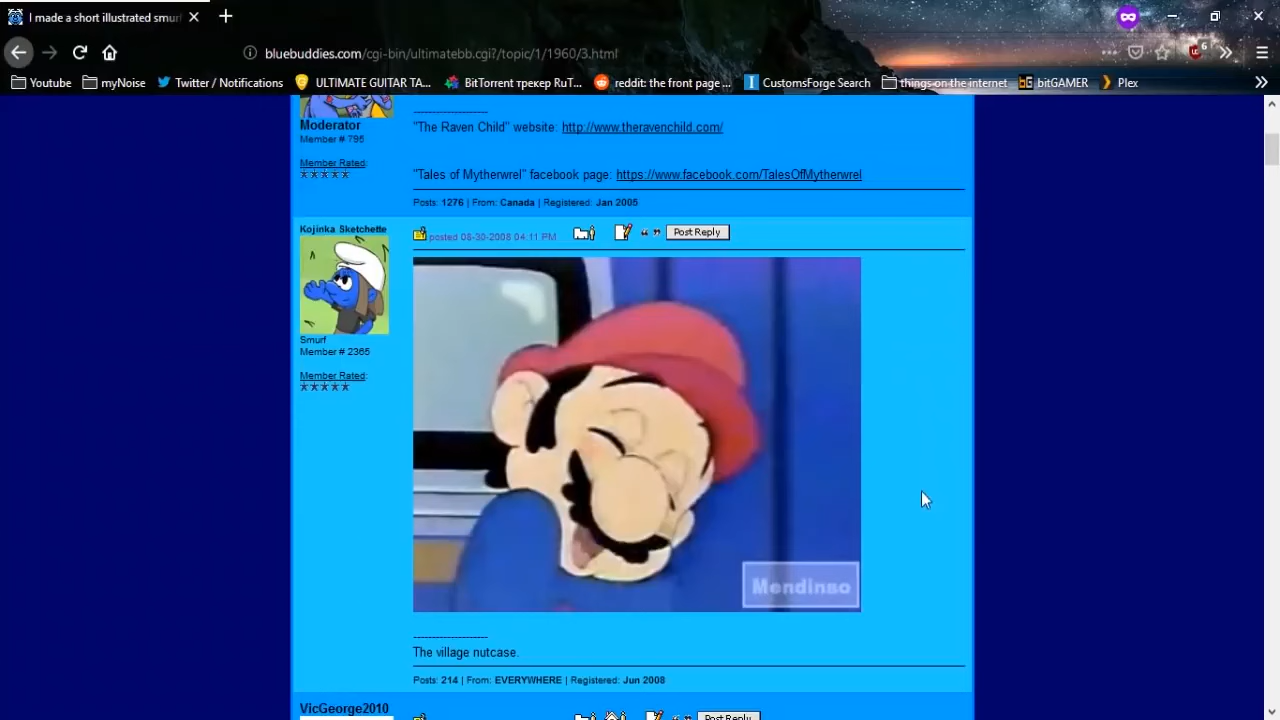 I made a short illustrated smurf
bluebuddies.com/cgi-bin/ultimatebb.cgi?/topic/1/1960/3.html
6
Youtube
myNoise
Twitter / Notifications
ULTIMATE GUITAR TA...
BitTorrent трекер RuT...
reddit: the front page ...
CustomsForge Search
things on the internet
bitGAMER
Plex
Moderator
Member # 795
Member Rated:
--------------------
"The Raven Child" website: http://www.theravenchild.com/
"Tales of Mytherwrel" facebook page: https://www.facebook.com/TalesOfMytherwrel
Posts: 1276 | From: Canada | Registered: Jan 2005
Kojinka Sketchette
Smurf
Member # 2365
Member Rated:
posted 08-30-2008 04:11 PM
Post Reply
Mendinso
--------------------
The village nutcase.
Posts: 214 | From: EVERYWHERE | Registered: Jun 2008
VicGeorge2010
Post Reply